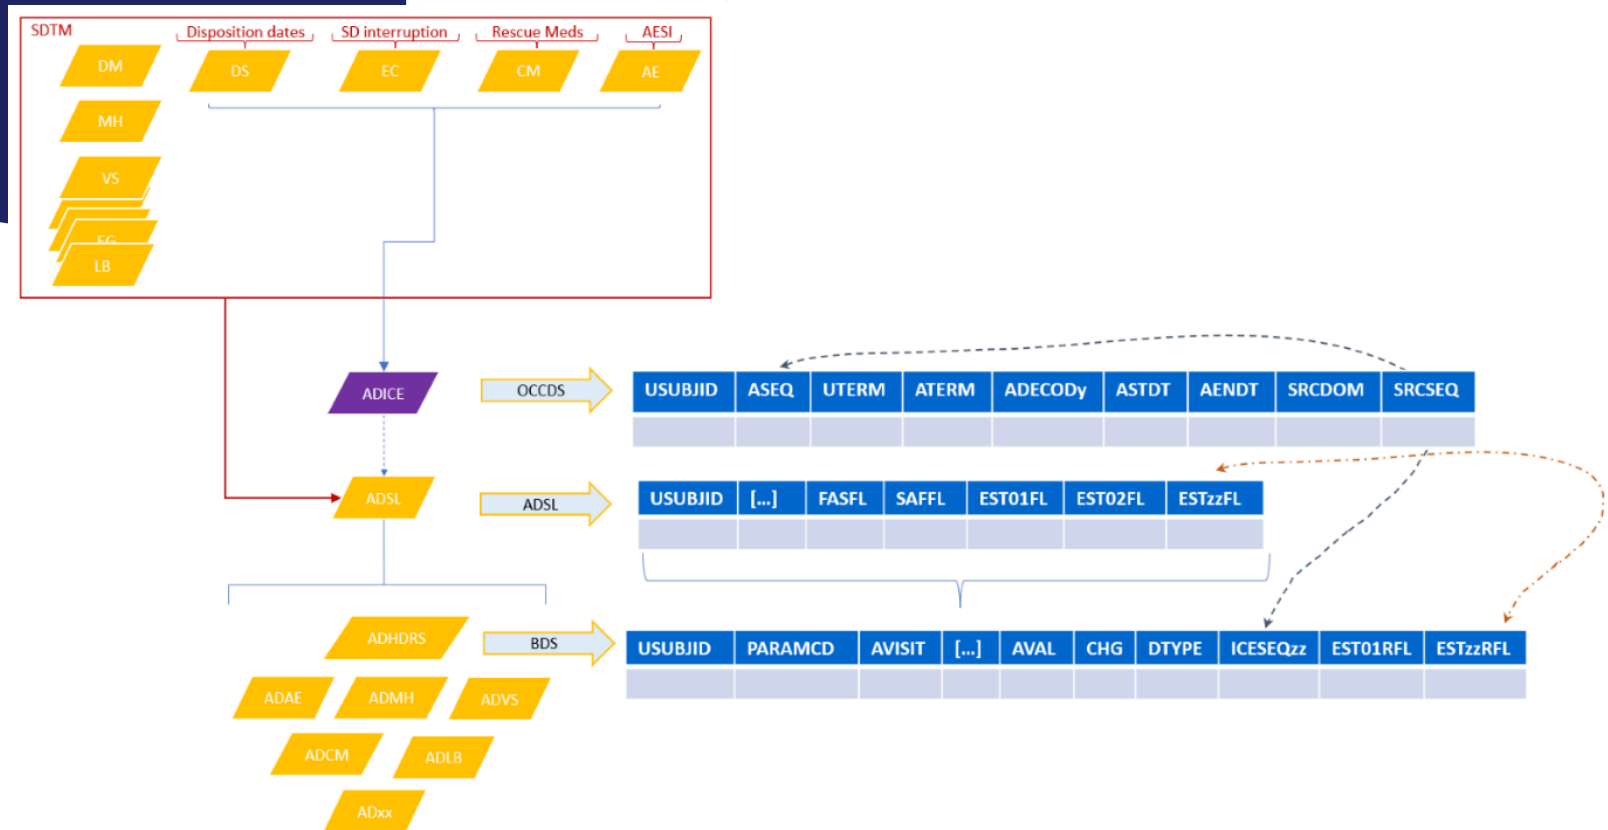 SDTM
Disposition dates
SD interruption
Rescue Meds
AESI
DM
DS
EC
CM
AE
MH
VS
EG
LB
ADICE
OCCDS
USUBJID ASEQ UTERM ATERM ADECODy ASTDT AENDT SRCDOM SRCSEQ
ADSL
ADSL
USUBJID [...] FASFL SAFFL EST01FL EST02FL ESTzzFL
ADHDRS
BDS
USUBJID PARAMCD AVISIT [...] AVAL CHG DTYPE ICESEQzz EST01RFL ESTzzRFL
ADAE
ADMH
ADVS
ADCM
ADLB
ADxx